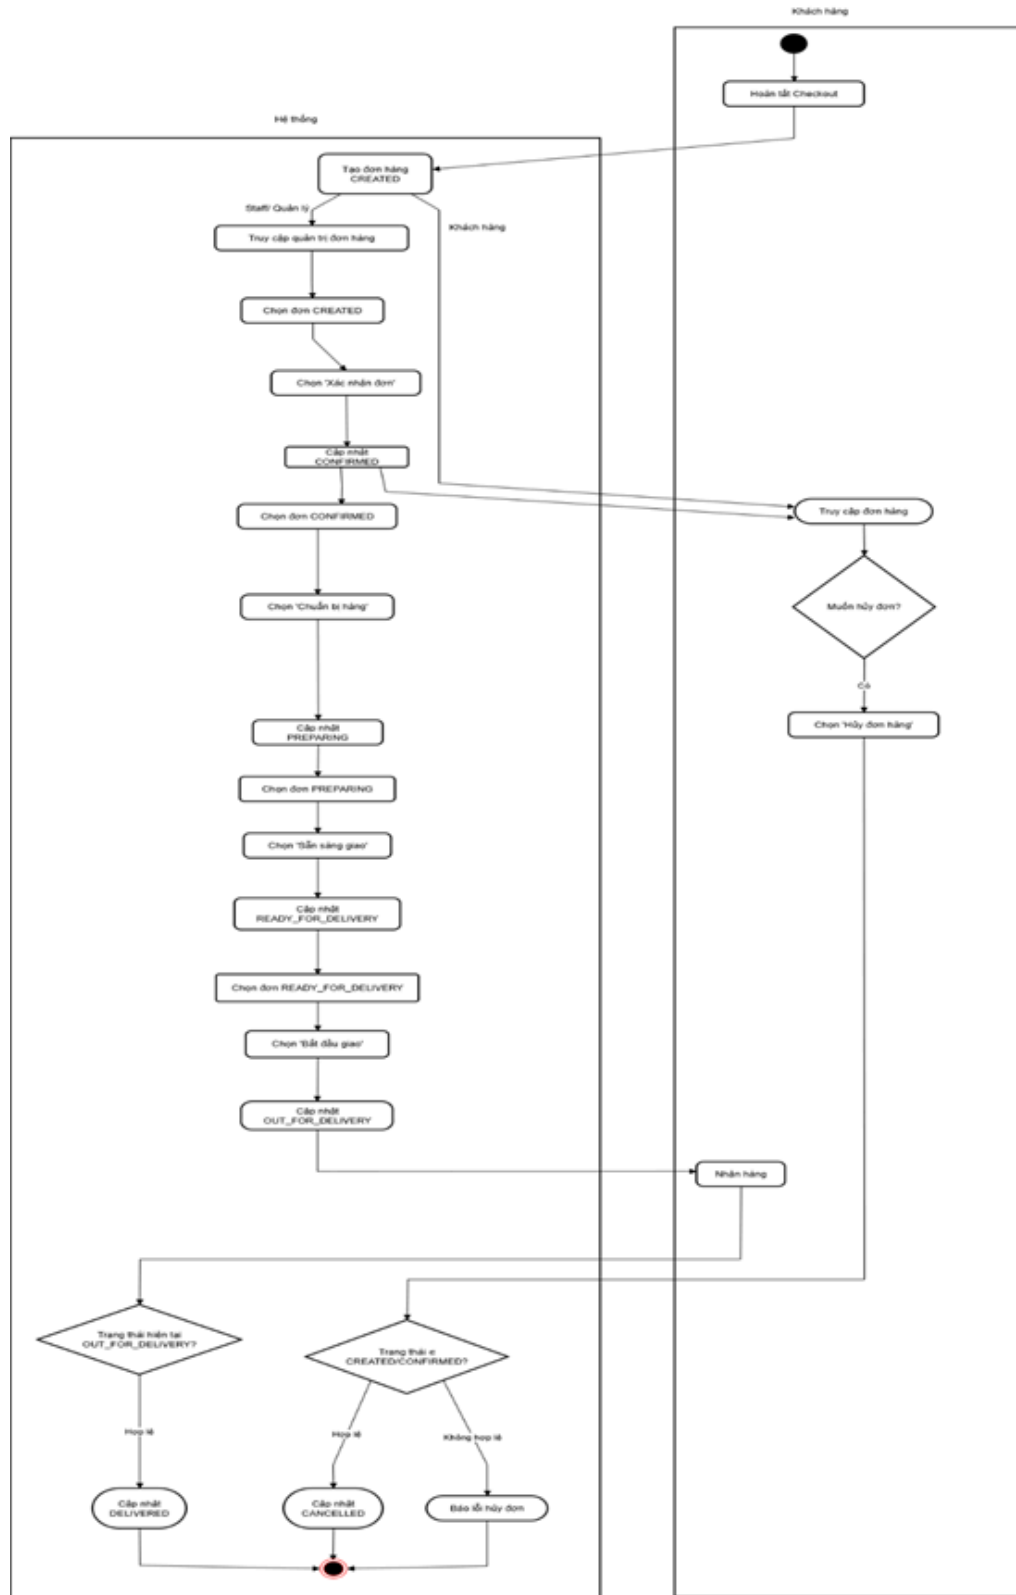 Khách hàng
Hoàn tất Checkout
Hệ thống
Tạo đơn hàng
CREATED
Staff/ Quản lý
Khách hàng
Truy cập quản trị đơn hàng
Chọn đơn CREATED
Chọn 'Xác nhận đơn'
Cập nhật
CONFIRMED
Chọn đơn CONFIRMED
Truy cập đơn hàng
Chọn 'Chuẩn bị hàng'
Muốn hủy đơn?
Có
Chọn 'Hủy đơn hàng'
Cập nhật
PREPARING
Chọn đơn PREPARING
Chọn 'Sẵn sàng giao'
Cập nhật
READY_FOR_DELIVERY
Chọn đơn READY_FOR_DELIVERY
Chọn 'Bắt đầu giao'
Cập nhật
OUT_FOR_DELIVERY
Nhận hàng
Trạng thái hiện tại
OUT_FOR_DELIVERY?
Trạng thái ∈
CREATED/CONFIRMED?
Hợp lệ
Hợp lệ
Không hợp lệ
Cập nhật
DELIVERED
Cập nhật
CANCELLED
Báo lỗi hủy đơn